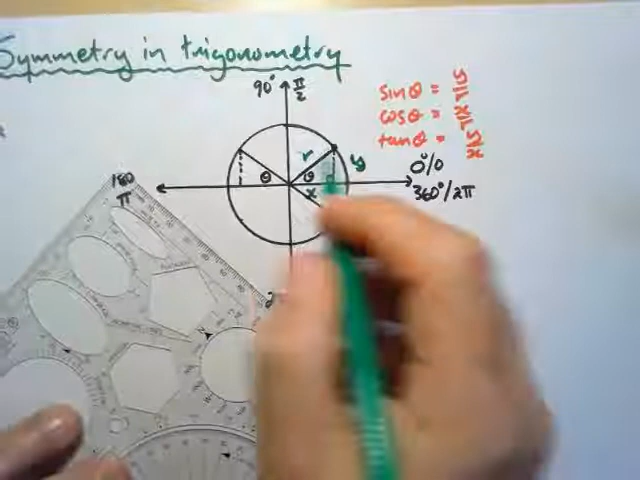 Symmetry in trigonometry
90° π/2
sinθ = y/r
cosθ = x/r
tanθ = y/x
r y
θ θ
x
0°/0
180
π
360°/2π